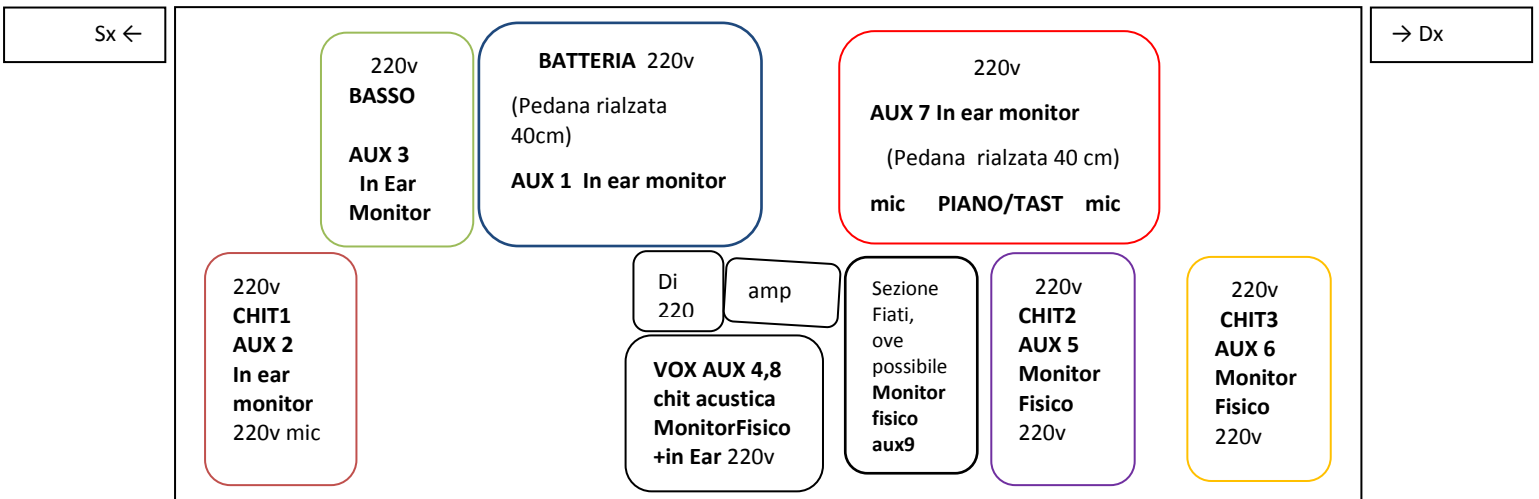 Sx ←
220v
BASSO
AUX 3
In Ear
Monitor
BATTERIA 220v
(Pedana rialzata
40cm)
AUX 1 In ear monitor
220v
AUX 7 In ear monitor
(Pedana rialzata 40 cm)
mic PIANO/TAST mic
→ Dx
220v
CHIT1
AUX 2
In ear
monitor
220v mic
Di
220
amp
VOX AUX 4,8
chit acustica
MonitorFisico
+in Ear 220v
Sezione
Fiati,
ove
possibile
Monitor
fisico
aux9
220v
CHIT2
AUX 5
Monitor
Fisico
220v
220v
CHIT3
AUX 6
Monitor
Fisico
220v